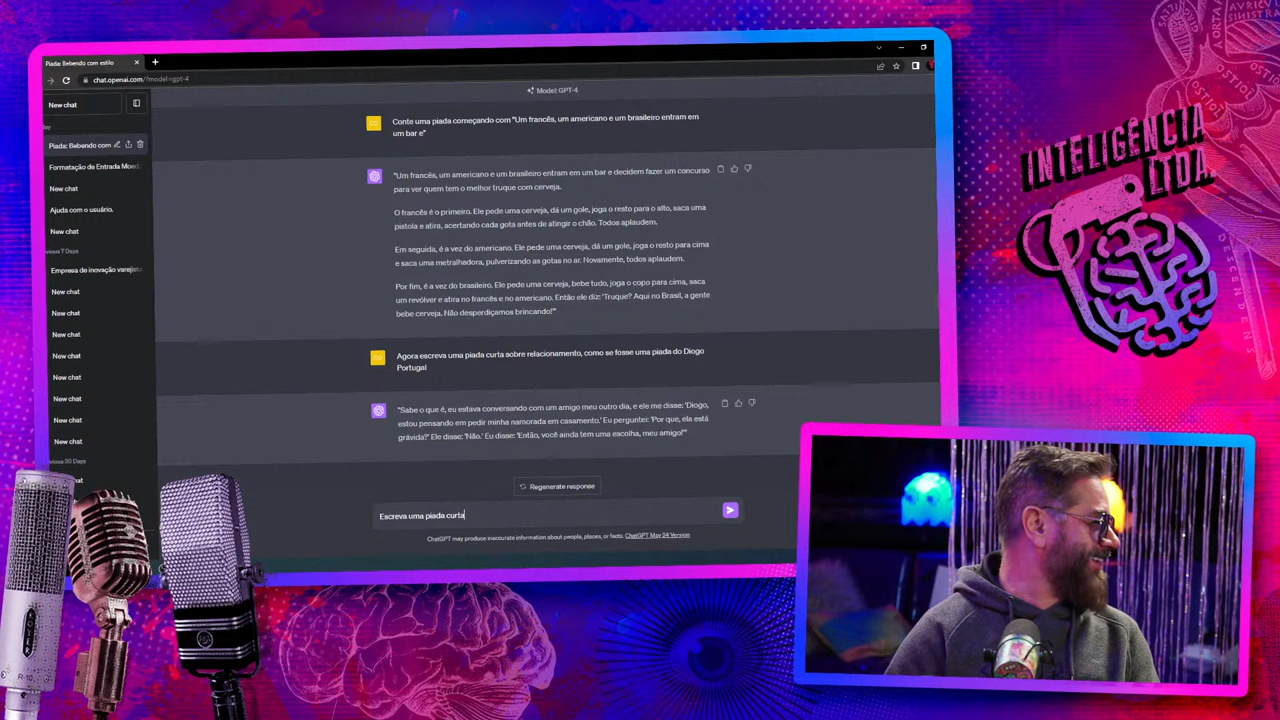 Piada: Bebendo com estilo
chat.openai.com/?model=gpt-4
New chat
Model: GPT-4
Piada: Bebendo com
Formatação de Entrada Moed
New chat
Ajuda com o usuário.
New chat
vious 7 Days
Empresa de inovação varejista
New chat
New chat
New chat
New chat
New chat
New chat
New chat
New chat
vious 30 Days
Conte uma piada começando com "Um francês, um americano e um brasileiro entram em
um bar e"
"Um francês, um americano e um brasileiro entram em um bar e decidem fazer um concurso
para ver quem tem o melhor truque com cerveja.
O francês é o primeiro. Ele pede uma cerveja, dá um gole, joga o resto para o alto, saca uma
pistola e atira, acertando cada gota antes de atingir o chão. Todos aplaudem.
Em seguida, é a vez do americano. Ele pede uma cerveja, dá um gole, joga o resto para cima
e saca uma metralhadora, pulverizando as gotas no ar. Novamente, todos aplaudem.
Por fim, é a vez do brasileiro. Ele pede uma cerveja, bebe tudo, joga o copo para cima, saca
um revólver e atira no francês e no americano. Então ele diz: 'Truque? Aqui no Brasil, a gente
bebe cerveja. Não desperdiçamos brincando!'"
Agora escreva uma piada curta sobre relacionamento, como se fosse uma piada do Diogo
Portugal
"Sabe o que é, eu estava conversando com um amigo meu outro dia, e ele me disse: 'Diogo,
estou pensando em pedir minha namorada em casamento.' Eu perguntei: 'Por que, ela está
grávida?' Ele disse: 'Não.' Eu disse: 'Então, você ainda tem uma escolha, meu amigo!'"
Regenerate response
Escreva uma piada curta
ChatGPT may produce inaccurate information about people, places, or facts. ChatGPT May 24 Version
INTELIGÊNCIA
LTDA.
R-10